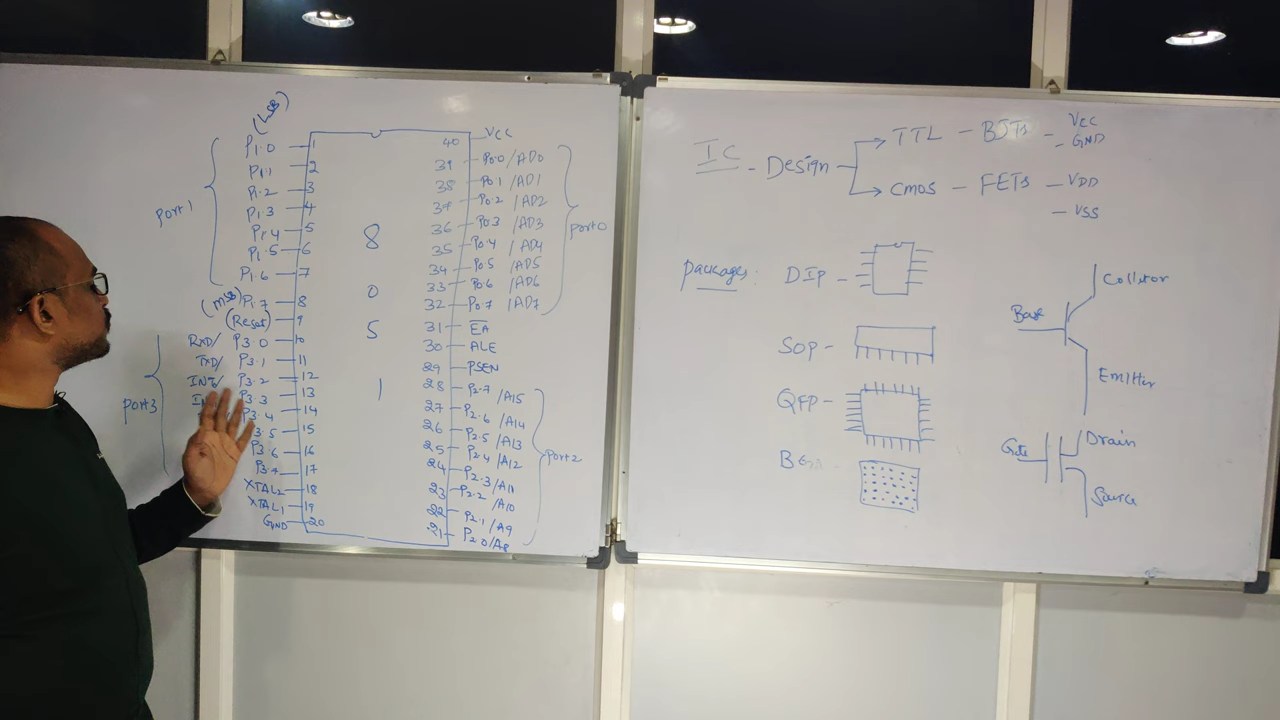 (LSB)
P1.0 1
P1.1 2
P1.2 3
P1.3 4
P1.4 5
P1.5 6
P1.6 7
(MSB) P1.7 8
(Reset) 9
RXD/ P3.0 10
TXD/ P3.1 11
INT0/ P3.2 12
P3.3 13
P3.4 14
3.5 15
P3.6 16
P3.7 17
XTAL2 18
XTAL1 19
GND 20
Port1
Port3
8
0
5
1
40 VCC
39 P0.0/AD0
38 P0.1/AD1
37 P0.2/AD2
36 P0.3/AD3
35 P0.4/AD4
34 P0.5/AD5
33 P0.6/AD6
32 P0.7/AD7
31 EA
30 ALE
29 PSEN
28 P2.7/A15
27 P2.6/A14
26 P2.5/A13
25 P2.4/A12
24 P2.3/A11
23 P2.2/A10
22 P2.1/A9
21 P2.0/A8
Port0
Port2
IC - Design
TTL - BJTs - VCC
- GND
CMOS - FETs - VDD
- VSS
Packages:
DIP -
SOP -
QFP -
Collutor
Base
Emitter
Gate
Drain
Source